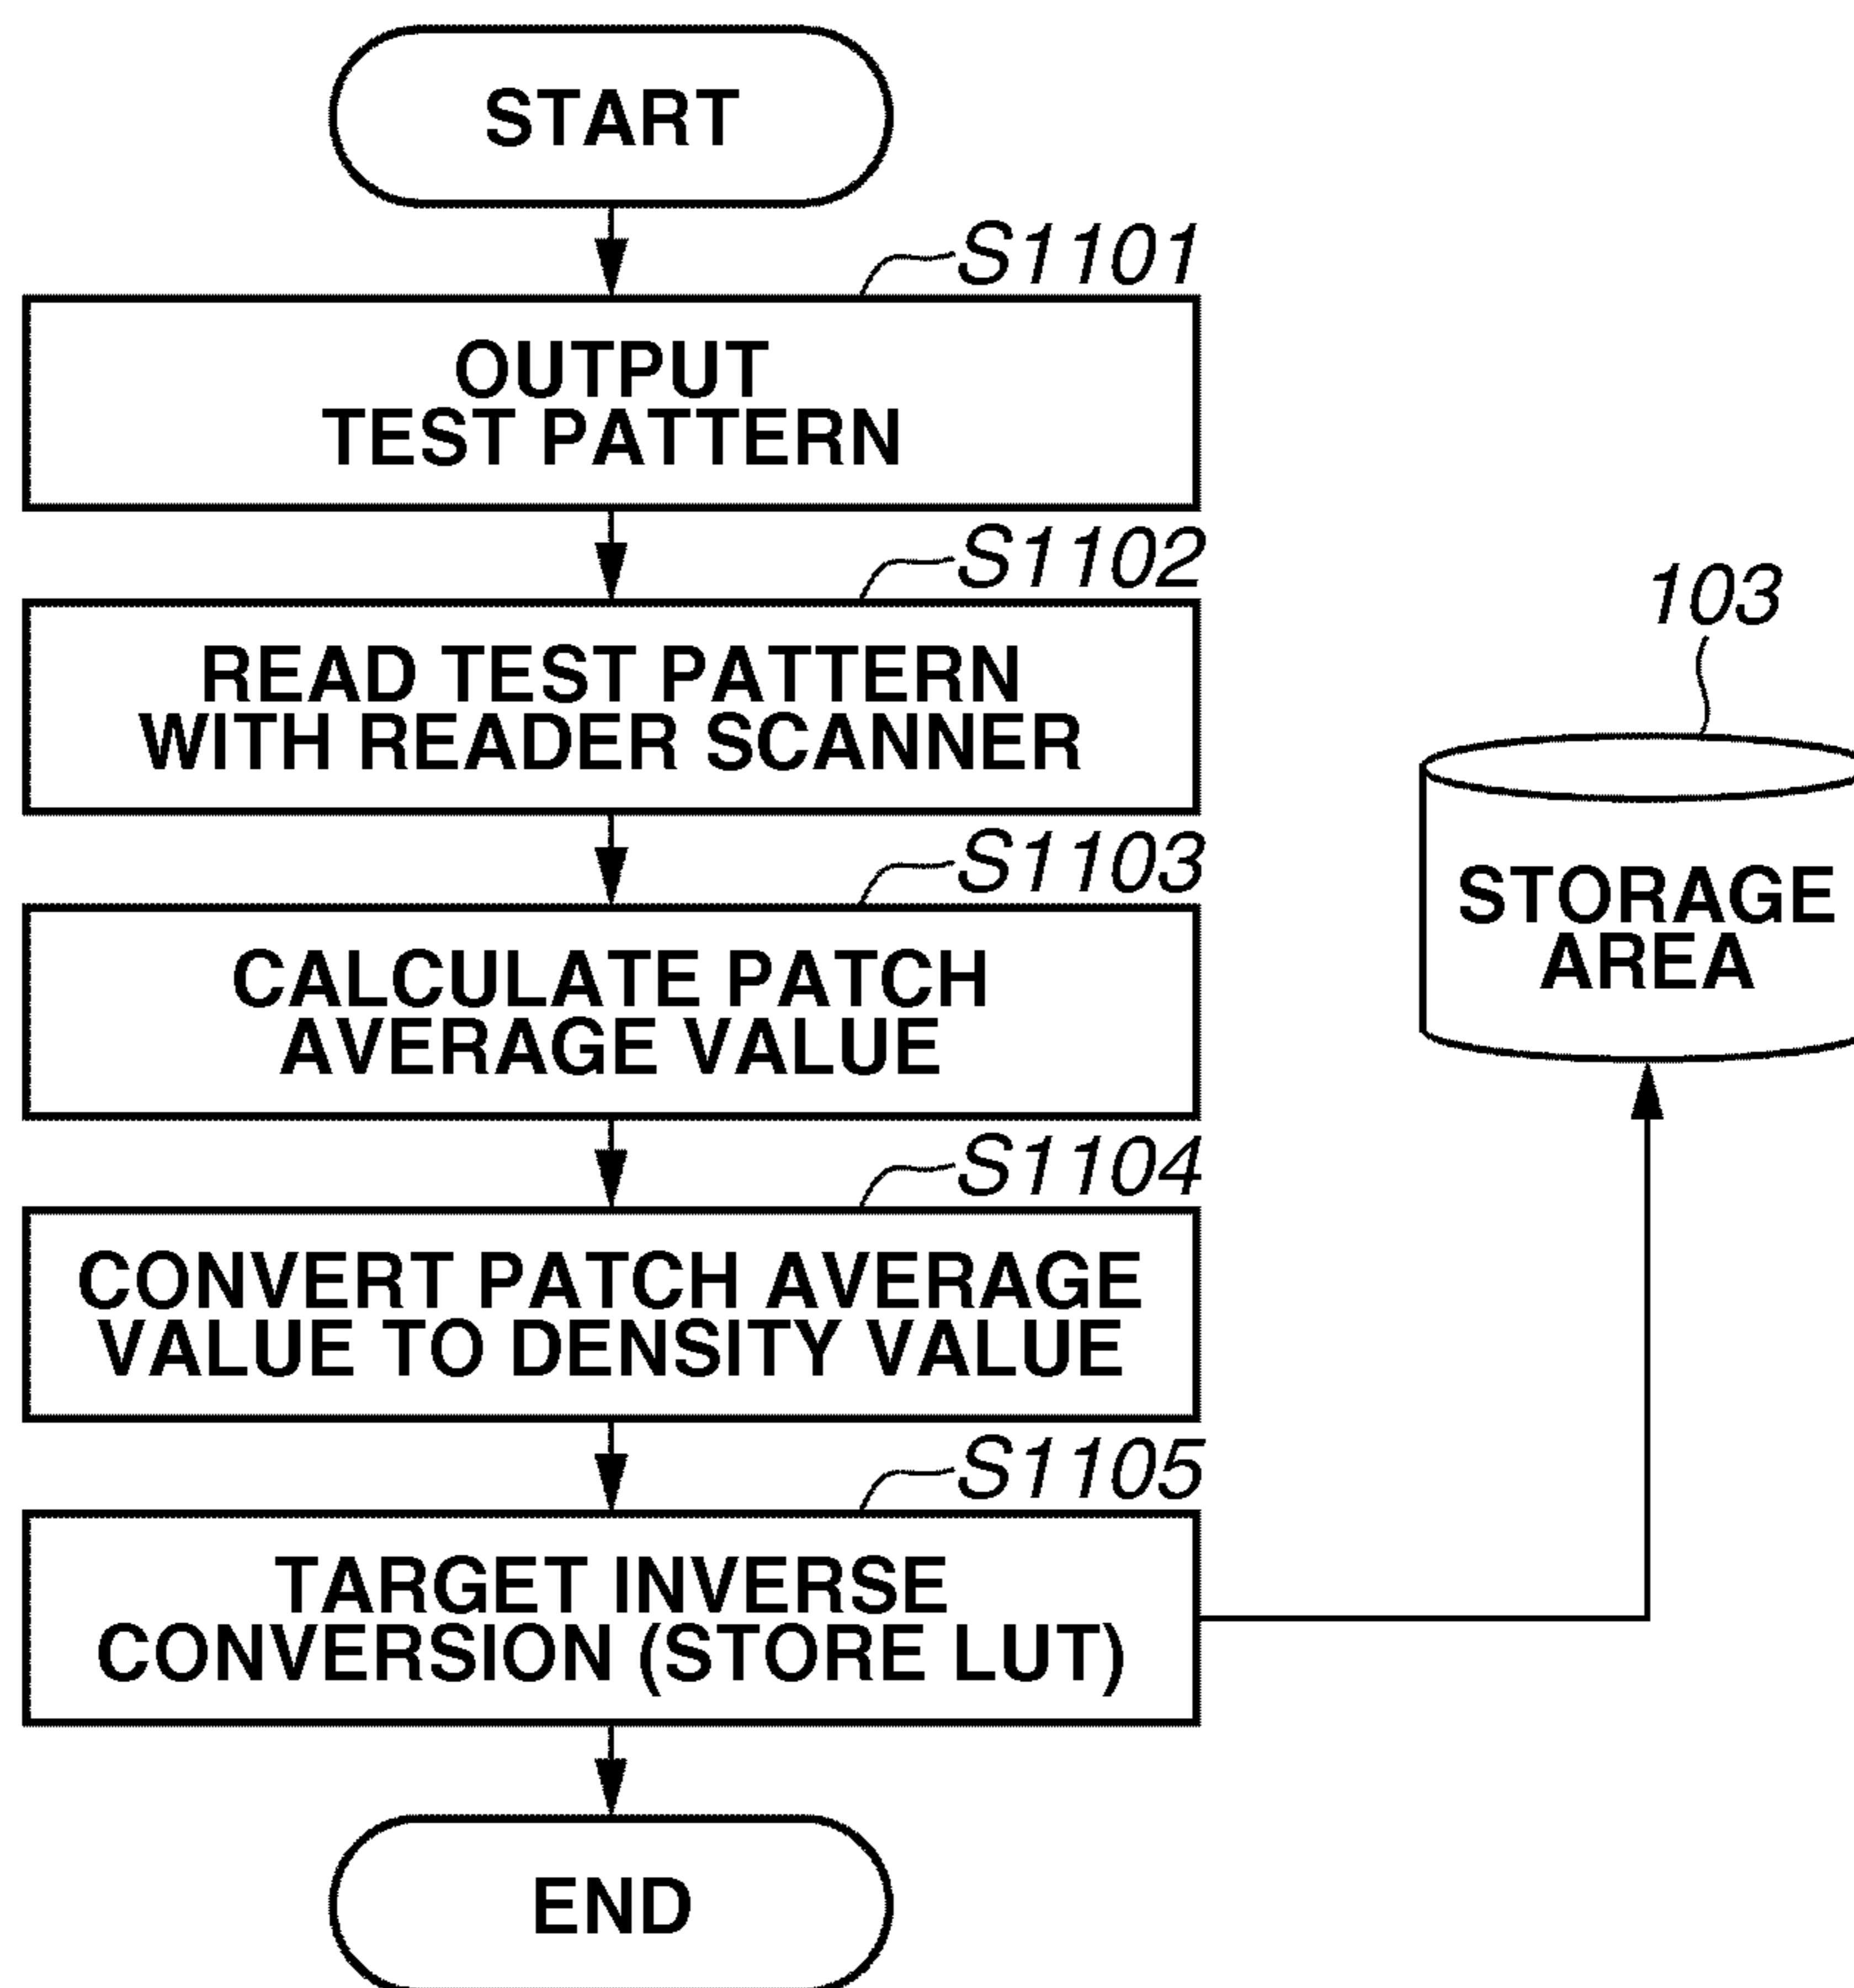 START
S1101
OUTPUT
TEST PATTERN
S1102
READ TEST PATTERN
WITH READER SCANNER
103
S1103
CALCULATE PATCH
AVERAGE VALUE
STORAGE
AREA
S1104
CONVERT PATCH AVERAGE
VALUE TO DENSITY VALUE
S1105
TARGET INVERSE
CONVERSION (STORE LUT)
END